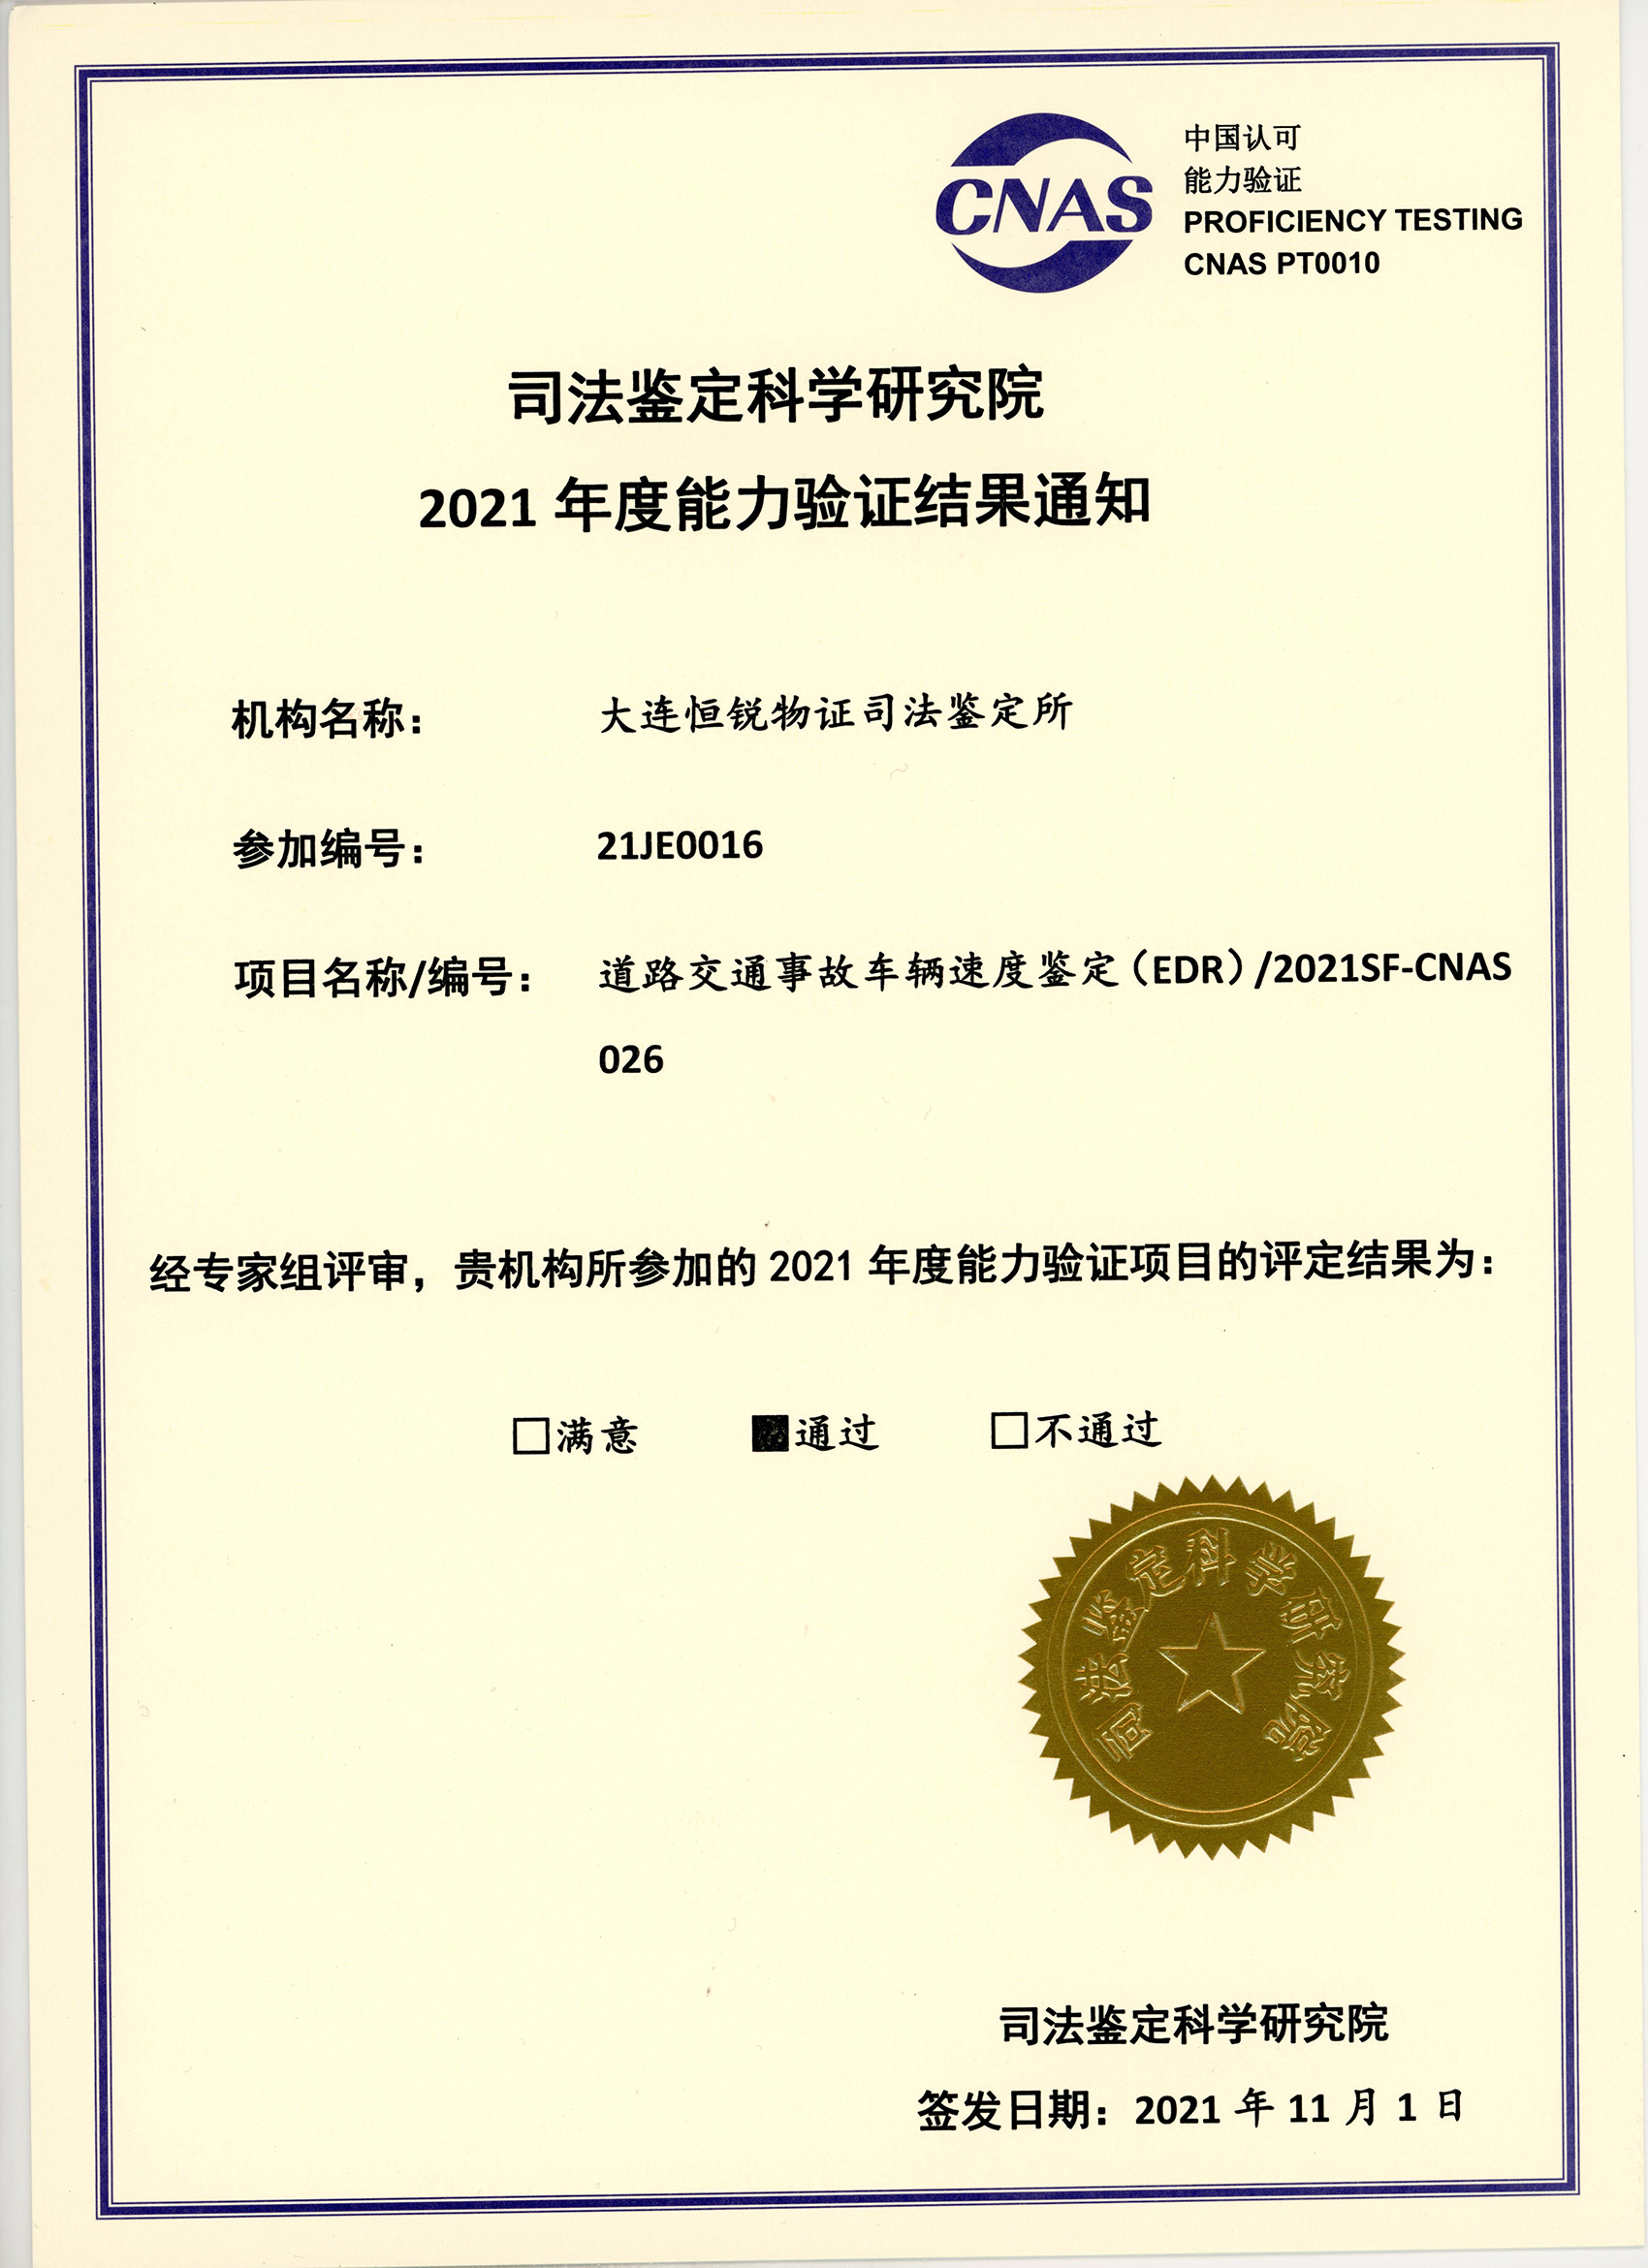 CNAS
中国认可
能力验证
PROFICIENCY TESTING
CNAS PT0010
司法鉴定科学研究院
2021 年度能力验证结果通知
机构名称： 大连恒锐物证司法鉴定所
参加编号： 21JE0016
项目名称/编号： 道路交通事故车辆速度鉴定（EDR）/2021SF-CNAS
026
经专家组评审，贵机构所参加的 2021 年度能力验证项目的评定结果为：
□满意 ■通过 □不通过
司法鉴定科学研究院
司法鉴定科学研究院
签发日期：2021 年 11 月 1 日